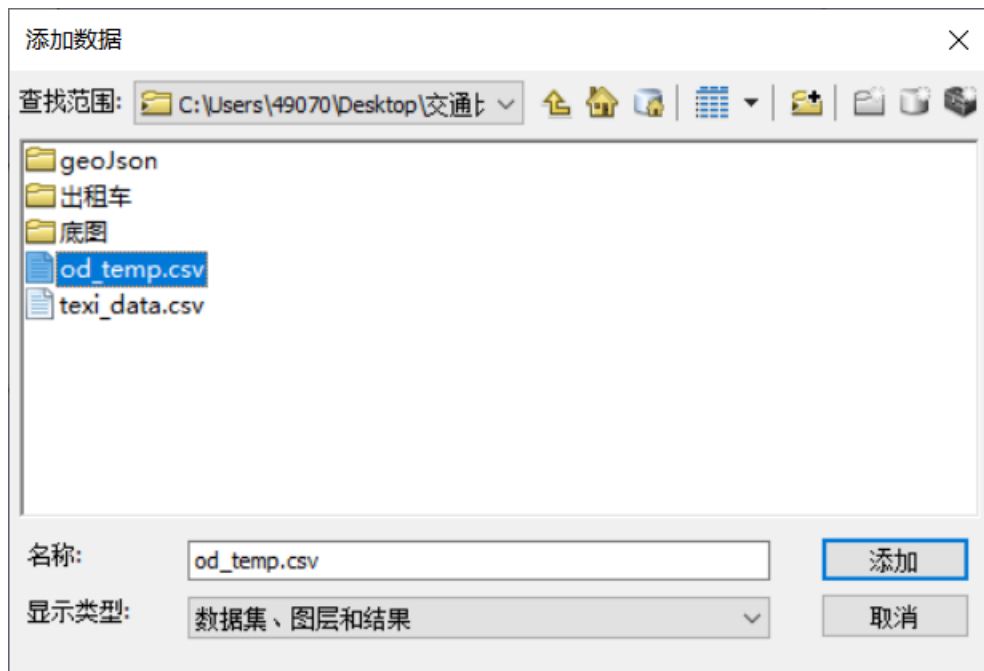 添加数据
查找范围: C:\Users\49070\Desktop\交通
geoJson
出租车
底图
od_temp.csv
texi_data.csv
名称: od_temp.csv 添加
显示类型: 数据集、图层和结果 取消